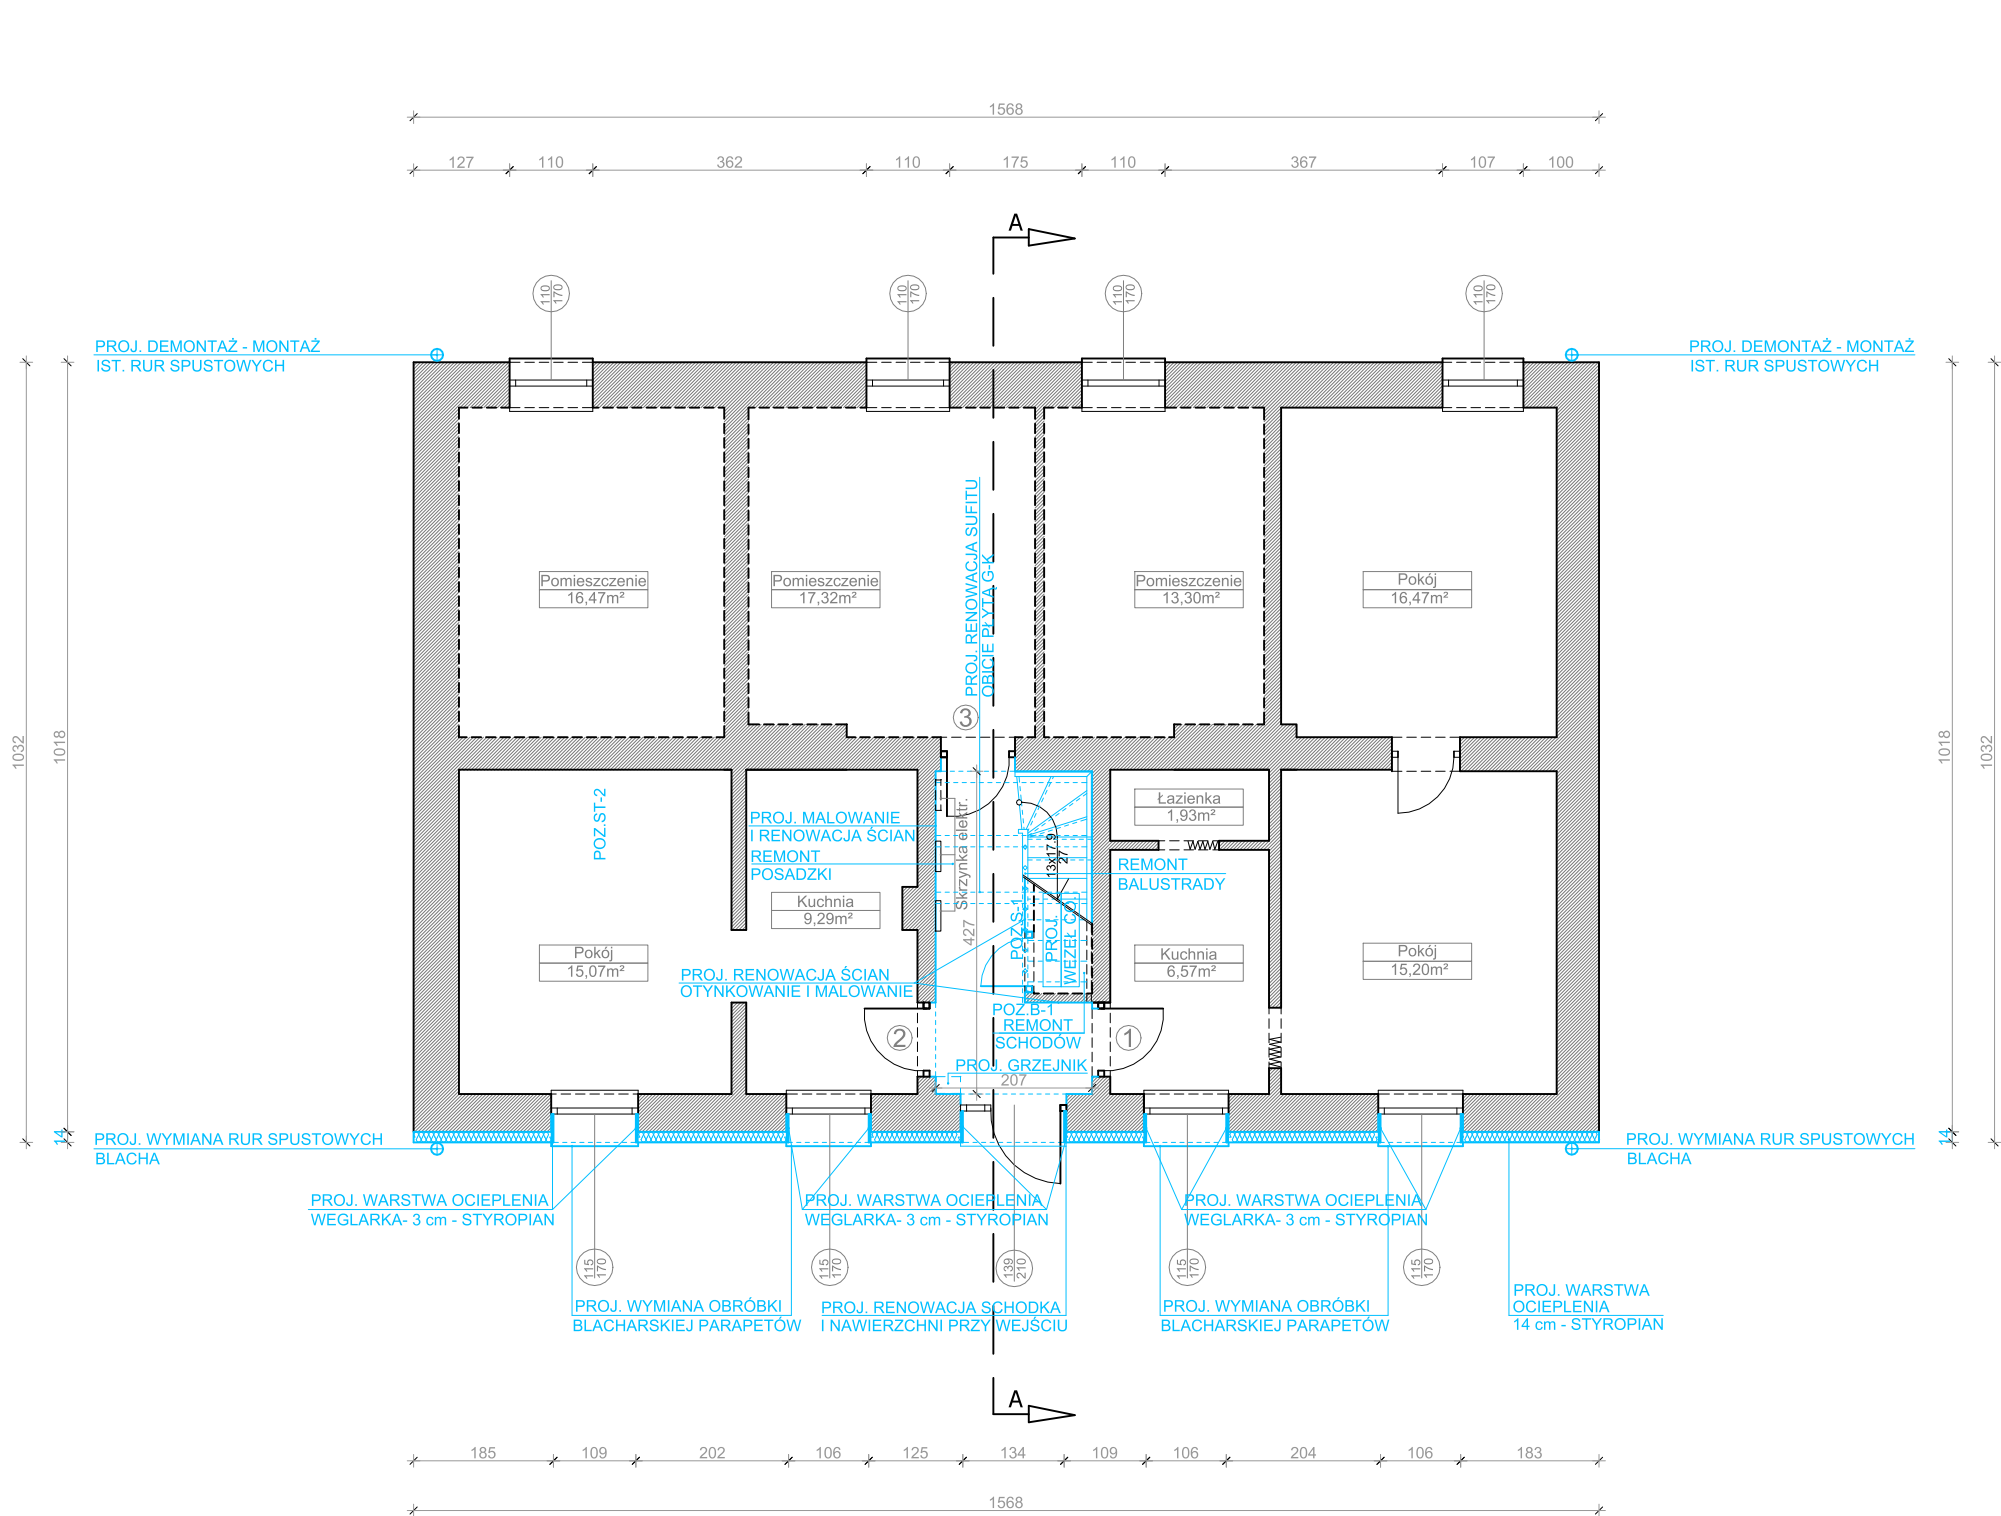 1568
127 110 362 110 175 110 367 107 100
A
110
170
110
170
110
170
110
170
PROJ. DEMONTAŻ - MONTAŻ
IST. RUR SPUSTOWYCH
PROJ. DEMONTAŻ - MONTAŻ
IST. RUR SPUSTOWYCH
1032
1018
1018
1032
PROJ. RENOWACJA SUFITU
OBICIE PŁYTĄ G-K
Pomieszczenie
16,47m²
Pomieszczenie
17,32m²
Pomieszczenie
13,30m²
Pokój
16,47m²
3
POZ.ST-2
PROJ. MALOWANIE
I RENOWACJA ŚCIAN
REMONT
POSADZKI
Skrzynka elektr.
427
13x17.9
27
Łazienka
1,93m²
REMONT
BALUSTRADY
Kuchnia
9,29m²
POZ.S-1
PROJ.
WĘZEŁ CO.
Pokój
15,07m²
Kuchnia
6,57m²
Pokój
15,20m²
PROJ. RENOWACJA ŚCIAN
OTYNKOWANIE I MALOWANIE
POZ.B-1
REMONT
SCHODÓW
2
1
PROJ. GRZEJNIK
207
14
14
PROJ. WYMIANA RUR SPUSTOWYCH
BLACHA
PROJ. WYMIANA RUR SPUSTOWYCH
BLACHA
PROJ. WARSTWA OCIEPLENIA
WEGLARKA- 3 cm - STYROPIAN
PROJ. WARSTWA OCIEPLENIA
WEGLARKA- 3 cm - STYROPIAN
PROJ. WARSTWA OCIEPLENIA
WEGLARKA- 3 cm - STYROPIAN
115
170
115
170
139
210
115
170
115
170
PROJ. WYMIANA OBRÓBKI
BLACHARSKIEJ PARAPETÓW
PROJ. RENOWACJA SCHODKA
I NAWIERZCHNI PRZY WEJŚCIU
PROJ. WYMIANA OBRÓBKI
BLACHARSKIEJ PARAPETÓW
PROJ. WARSTWA
OCIEPLENIA
14 cm - STYROPIAN
A
185 109 202 106 125 134 109 106 204 106 183
1568